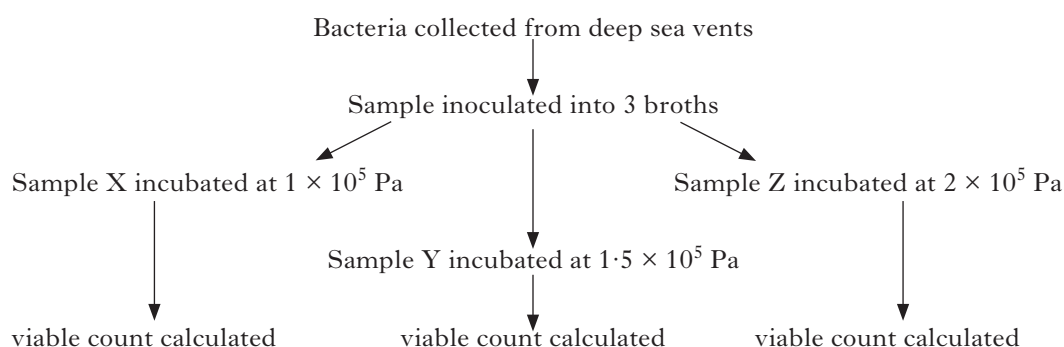 Bacteria collected from deep sea vents
Sample inoculated into 3 broths
Sample X incubated at 1 × 10⁵ Pa
Sample Z incubated at 2 × 10⁵ Pa
Sample Y incubated at 1·5 × 10⁵ Pa
viable count calculated
viable count calculated
viable count calculated